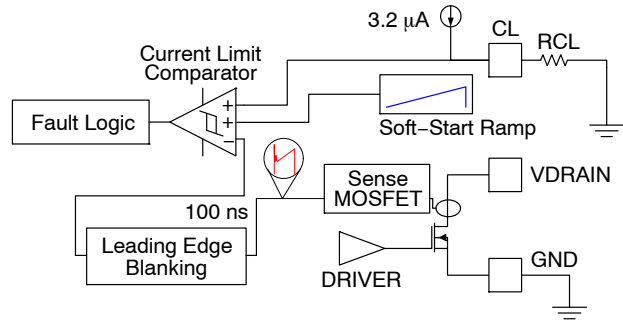 3.2 μA
CL
RCL
Current Limit
Comparator
Fault Logic
+
+
−
Soft−Start Ramp
100 ns
Sense
MOSFET
VDRAIN
Leading Edge
Blanking
DRIVER
GND